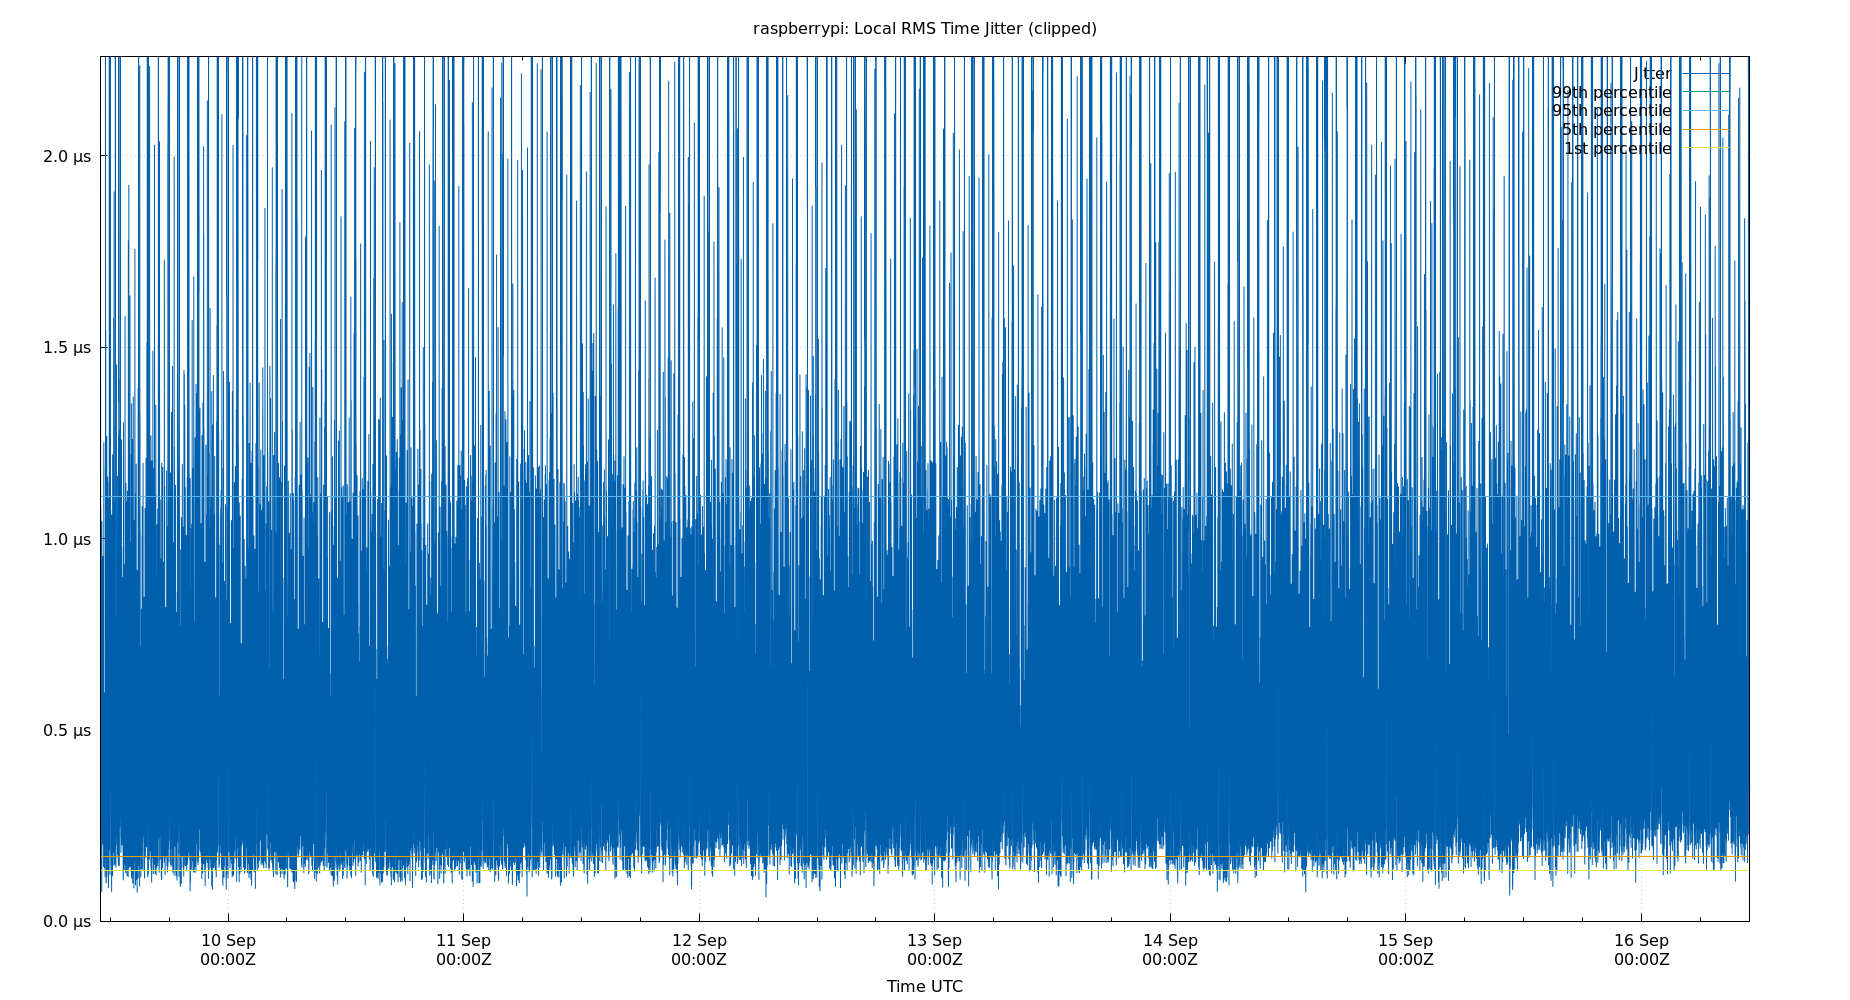 raspberrypi: Local RMS Time Jitter (clipped)
Jitter
99th percentile
95th percentile
5th percentile
1st percentile
2.0 µs
1.5 µs
1.0 µs
0.5 µs
0.0 µs
10 Sep 11 Sep 12 Sep 13 Sep 14 Sep 15 Sep 16 Sep
00:00Z 00:00Z 00:00Z 00:00Z 00:00Z 00:00Z 00:00Z
Time UTC